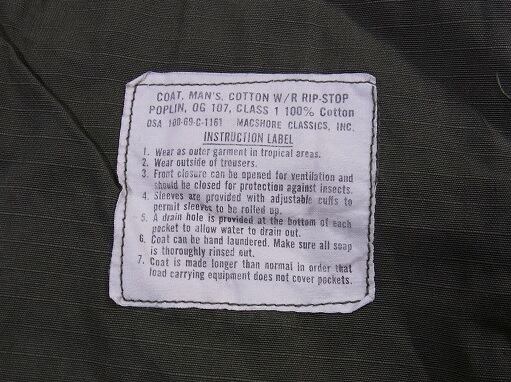 COAT, MAN'S, COTTON W/R RIP-STOP
POPLIN, OG 107, CLASS 1 100% Cotton
DSA 100-69-C-1161 MACSHORE CLASSICS, INC.
INSTRUCTION LABEL
1. Wear as outer garment in tropical areas.
2. Wear outside of trousers.
3. Front closure can be opened for ventilation and
should be closed for protection against insects.
4. Sleeves are provided with adjustable cuffs to
permit sleeves to be rolled up.
5. A drain hole is provided at the bottom of each
pocket to allow water to drain out.
6. Coat can be hand laundered. Make sure all soap
is thoroughly rinsed out.
7. Coat is made longer than normal in order that
load carrying equipment does not cover pockets.